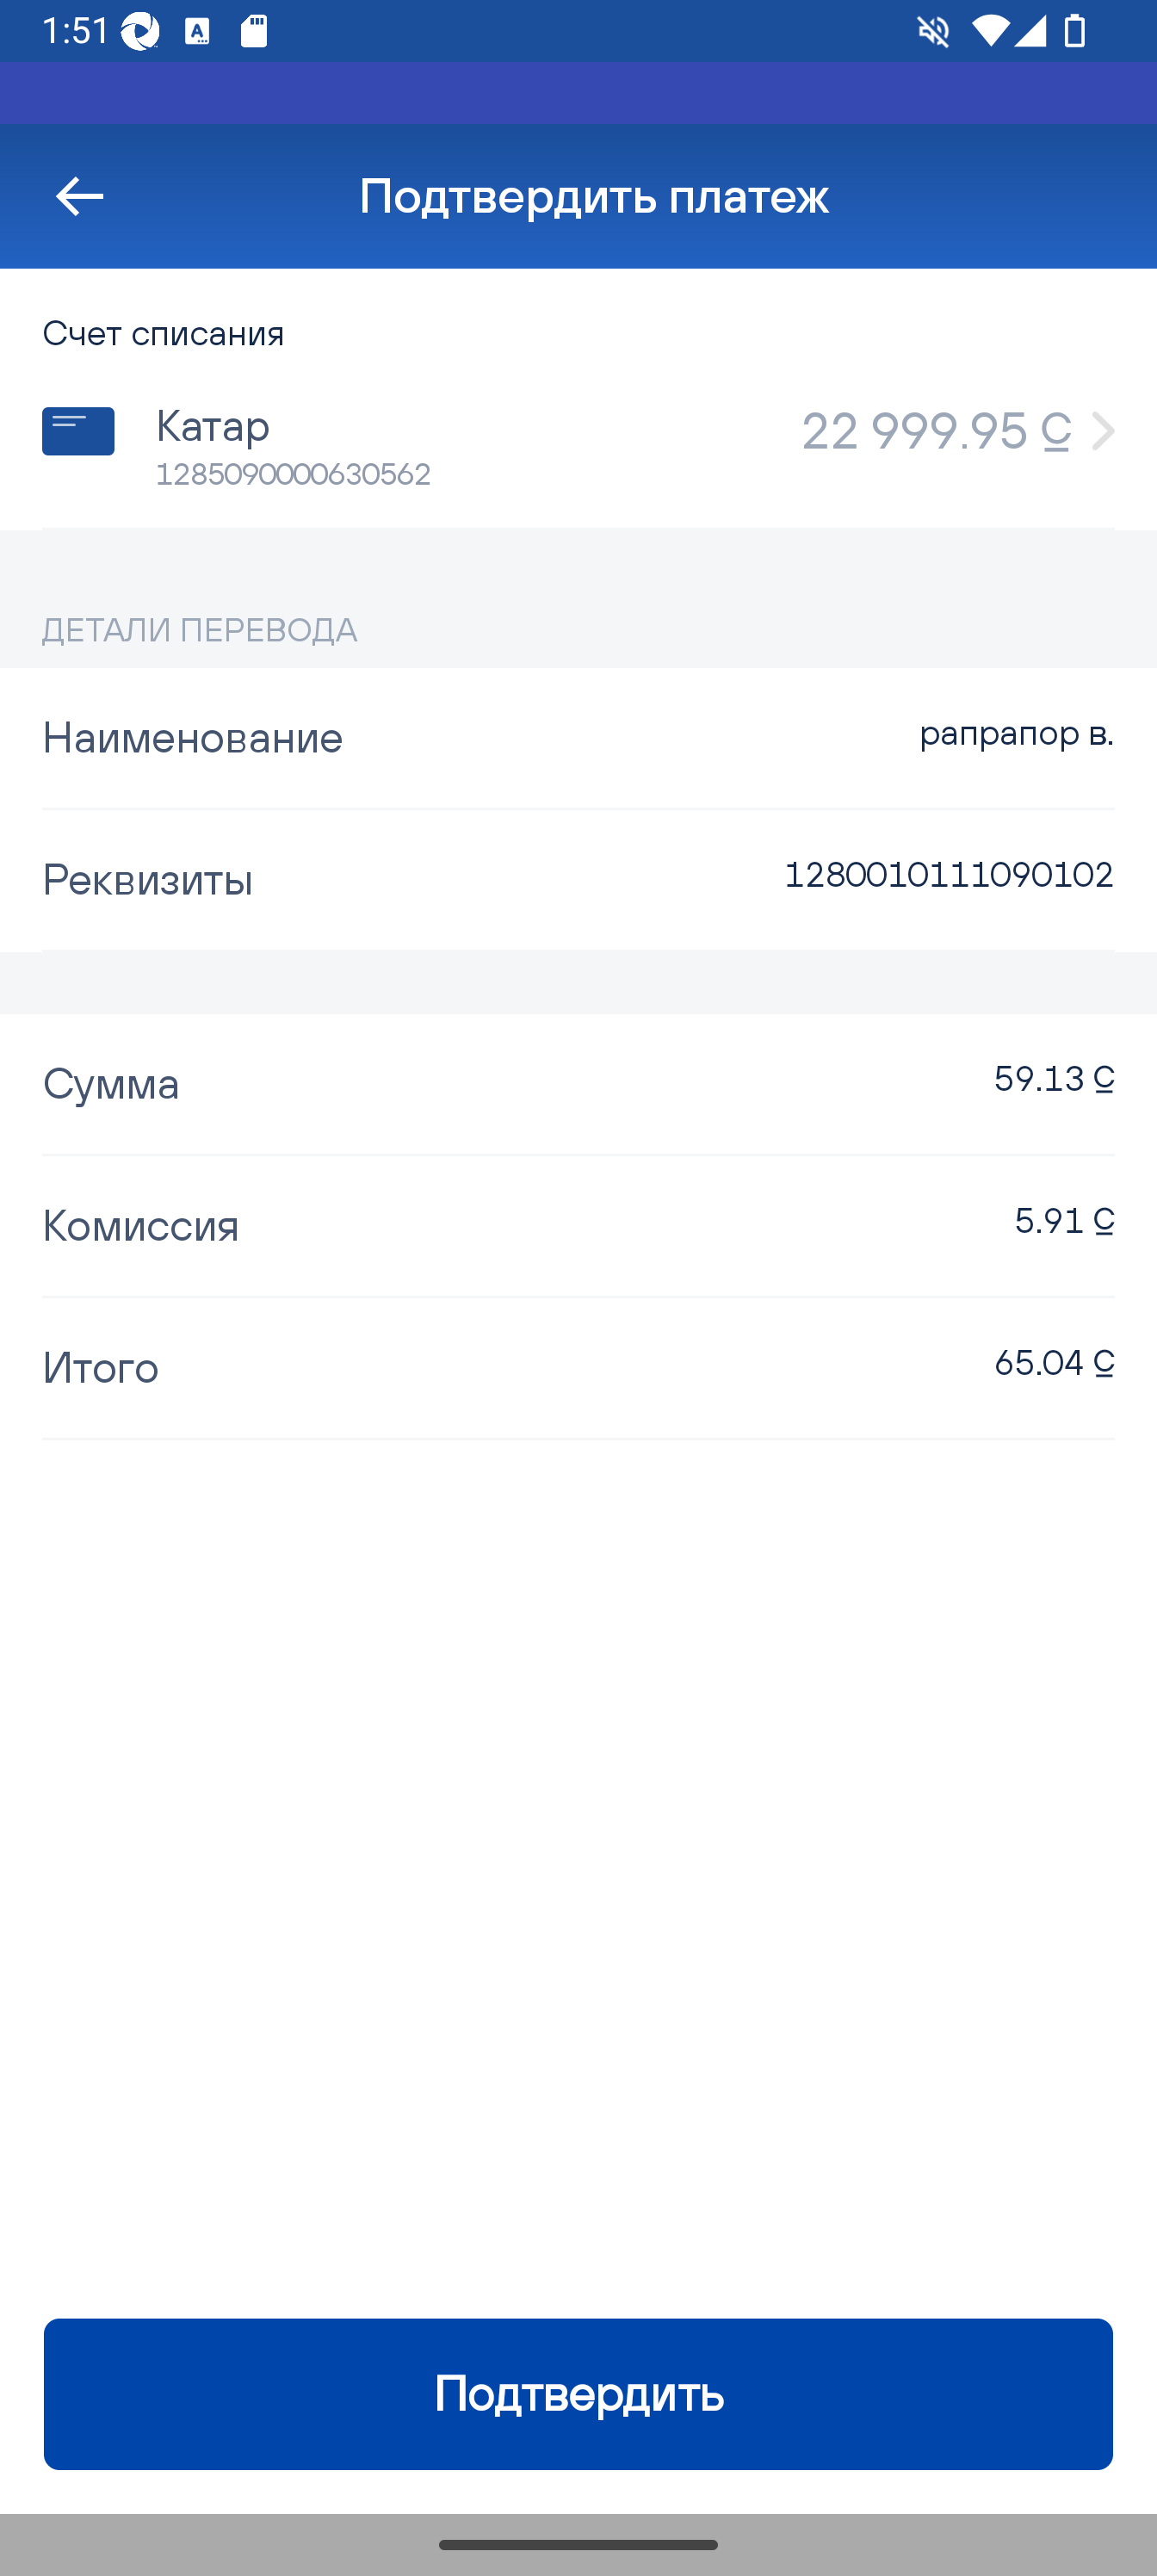 1:51
Подтвердить платеж
Счет списания
Катар
22 999.95 С
1285090000630562
ДЕТАЛИ ПЕРЕВОДА
Наименование
рапрапор в.
Реквизиты
1280010111090102
Сумма
59.13 С
Комиссия
5.91 С
Итого
65.04 С
Подтвердить